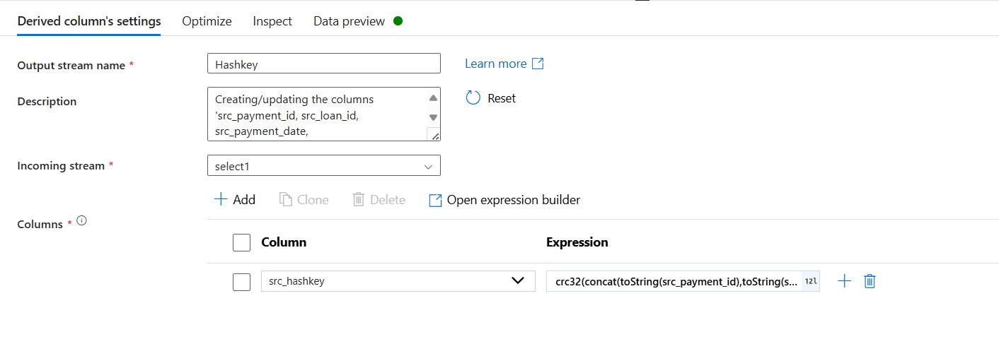 Derived column's settings Optimize Inspect Data preview
Output stream name * Hashkey Learn more
Description Creating/updating the columns Reset
'src_payment_id, src_loan_id,
src_payment_date,
Incoming stream * select1
Add Clone Delete Open expression builder
Columns *
Column Expression
src_hashkey crc32(concat(toString(src_payment_id),toString(s... 12l